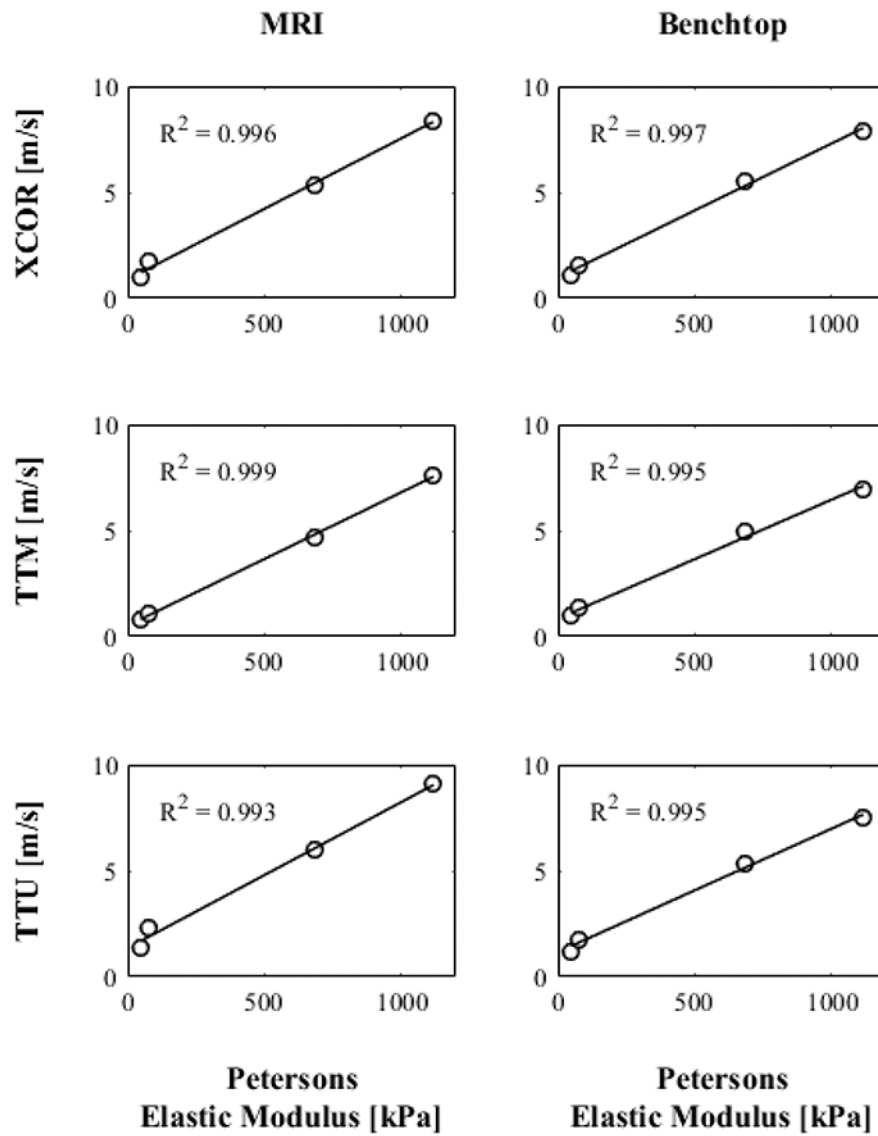 MRI Benchtop
XCOR [m/s]
10
R² = 0.996
5
0
0 500 1000
10
R² = 0.997
5
0
0 500 1000
TTM [m/s]
10
R² = 0.999
5
0
0 500 1000
10
R² = 0.995
5
0
0 500 1000
TTU [m/s]
10
R² = 0.993
5
0
0 500 1000
10
R² = 0.995
5
0
0 500 1000
Petersons
Elastic Modulus [kPa]
Petersons
Elastic Modulus [kPa]